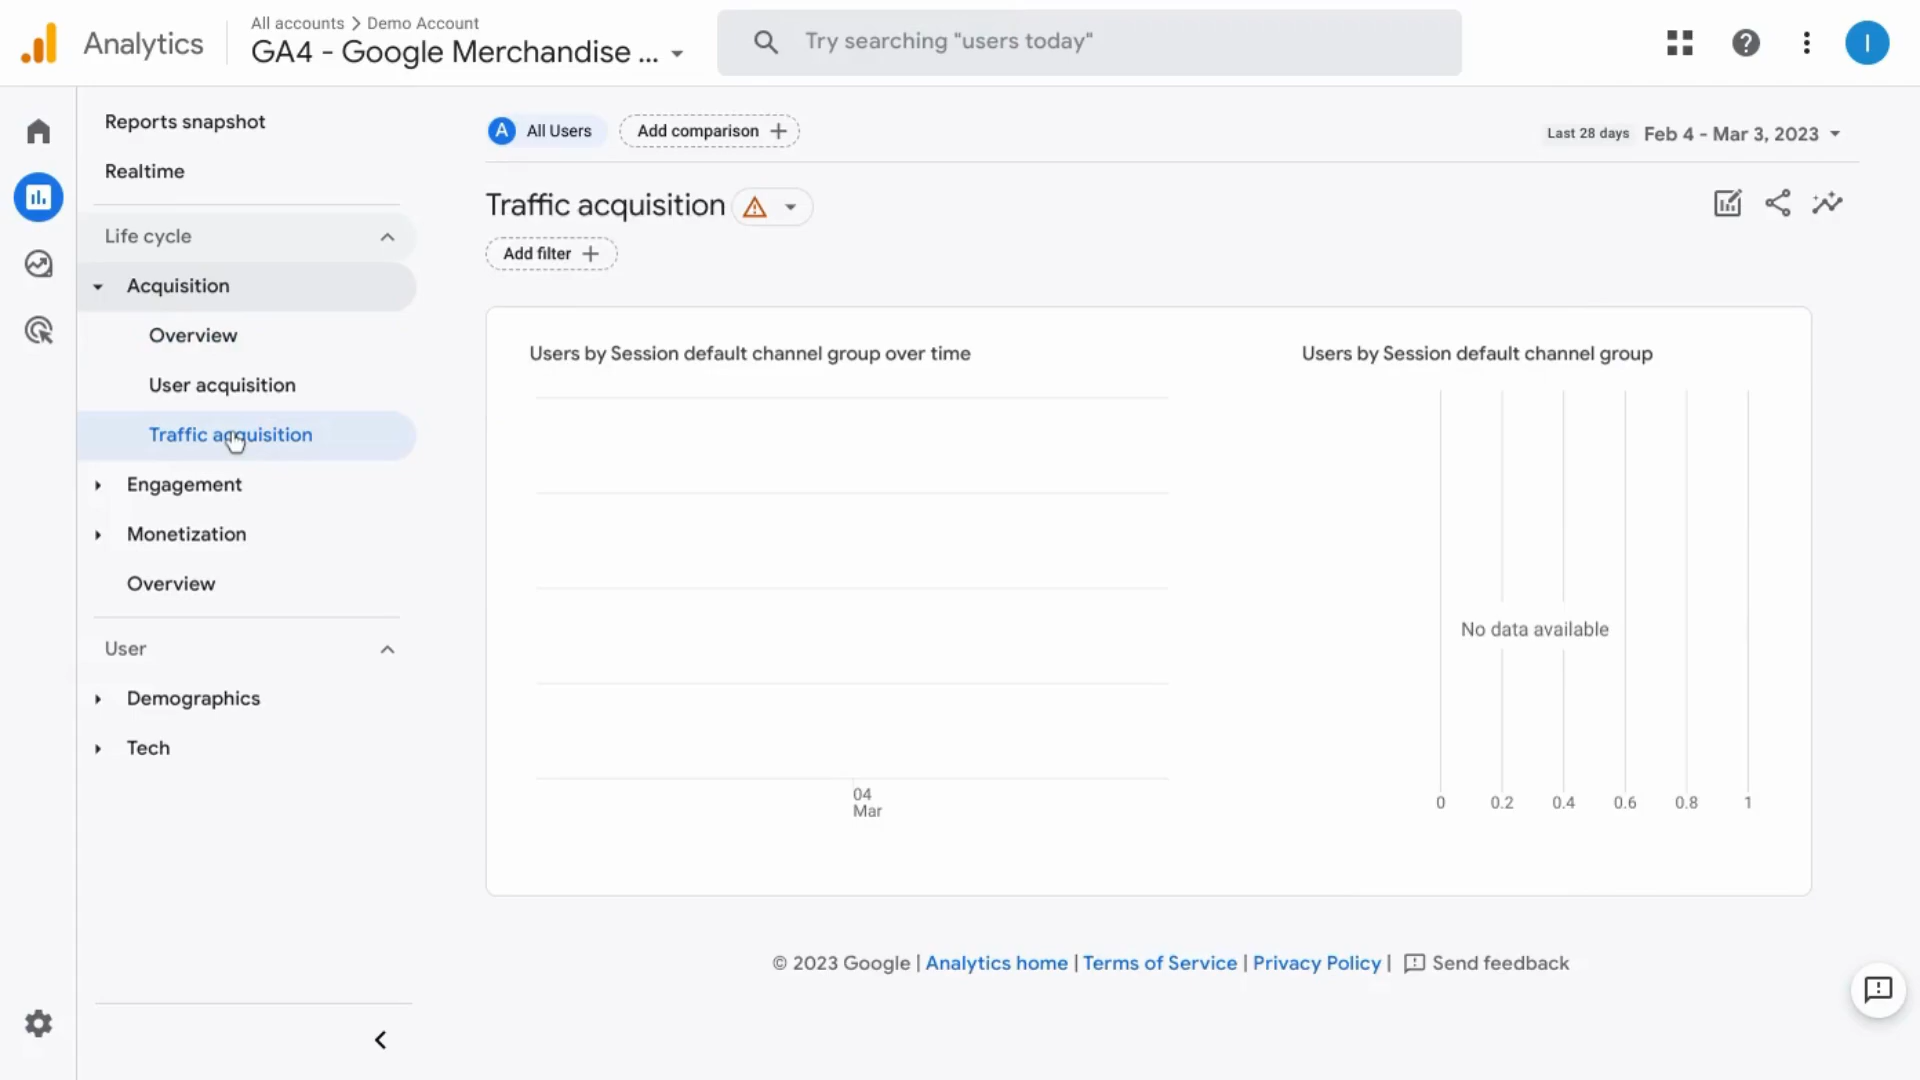 Analytics
All accounts > Demo Account
GA4 - Google Merchandise ...
Try searching "users today"
I
Reports snapshot
Realtime
Life cycle
Acquisition
Overview
User acquisition
Traffic acquisition
Engagement
Monetization
Overview
User
Demographics
Tech
A All Users
Add comparison +
Last 28 days Feb 4 - Mar 3, 2023
Traffic acquisition
Add filter +
Users by Session default channel group over time
04
Mar
Users by Session default channel group
No data available
0 0.2 0.4 0.6 0.8 1
© 2023 Google | Analytics home | Terms of Service | Privacy Policy | Send feedback